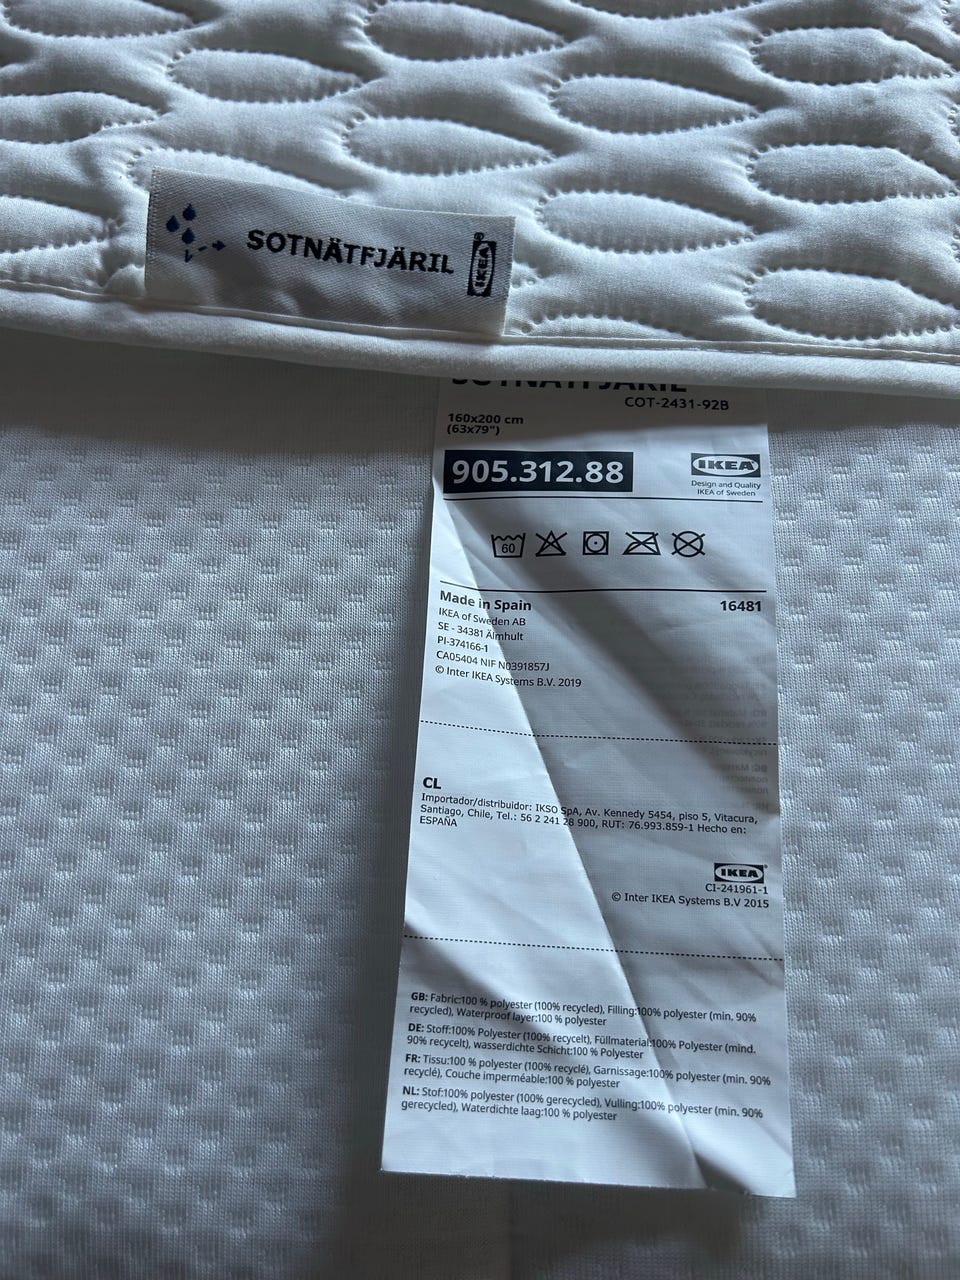 SOTNÄTFJÄRIL IKEA®
SOTNÄTFJÄRIL
COT-2431-92B
160x200 cm
(63x79")
905.312.88
IKEA
Design and Quality
IKEA of Sweden
60
Made in Spain 16481
IKEA of Sweden AB
SE - 34381 Älmhult
PI-374166-1
CA05404 NIF N0391857J
© Inter IKEA Systems B.V. 2019
CL
Importador/distribuidor: IKSO SpA, Av. Kennedy 5454, piso 5, Vitacura,
Santiago, Chile, Tel.: 56 2 241 28 900, RUT: 76.993.859-1 Hecho en:
ESPAÑA
IKEA®
CI-241961-1
© Inter IKEA Systems B.V 2015
GB: Fabric:100 % polyester (100% recycled), Filling:100% polyester (min. 90%
recycled), Waterproof layer:100 % polyester
DE: Stoff:100% Polyester (100% recycelt), Füllmaterial:100% Polyester (mind.
90% recycelt), wasserdichte Schicht:100 % Polyester
FR: Tissu:100 % polyester (100% recyclé), Garnissage:100% polyester (min. 90%
recyclé), Couche imperméable:100 % polyester
NL: Stof:100% polyester (100% gerecycled), Vulling:100% polyester (min. 90%
gerecycled), Waterdichte laag:100 % polyester